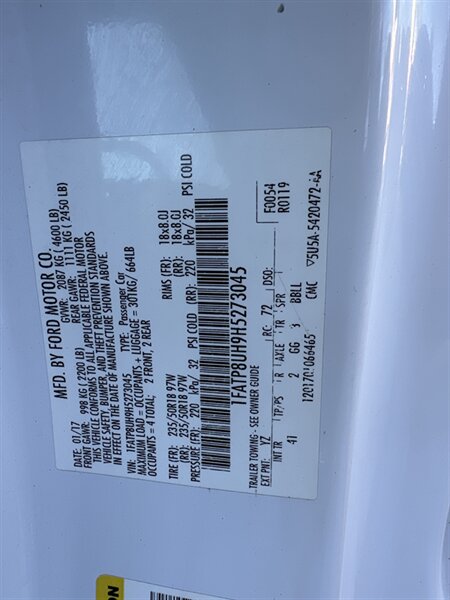 MFD. BY FORD MOTOR CO.
DATE: 01/17 GVWR: 2087 KG ( 4600 LB)
FRONT GAWR: 998 KG ( 2200 LB) REAR GAWR: 1111 KG ( 2450 LB)
THIS VEHICLE CONFORMS TO ALL APPLICABLE FEDERAL MOTOR
VEHICLE SAFETY, BUMPER, AND THEFT PREVENTION STANDARDS
IN EFFECT ON THE DATE OF MANUFACTURE SHOWN ABOVE.
VIN: 1FATP8UH9H5273045 TYPE: Passenger Car
MAXIMUM LOAD = OCCUPANTS + LUGGAGE = 301KG/ 664LB
OCCUPANTS = 4 TOTAL; 2 FRONT, 2 REAR
TIRE (FR): 235/50R18 97W RIMS (FR): 18x8.0J
(RR): 235/50R18 97W (RR): 18x8.0J
PRESSURE (FR): 220 kPa/ 32 PSI COLD (RR): 220 kPa/ 32 PSI COLD
1FATP8UH9H5273045
TRAILER TOWING - SEE OWNER GUIDE
F0054
EXT PNT: YZ RC: 72 DSO: R0119
INT TR TP/PS R AXLE TR SPR
41 2 GG 3 BBLL
CMC ▽5U5A-5420472-